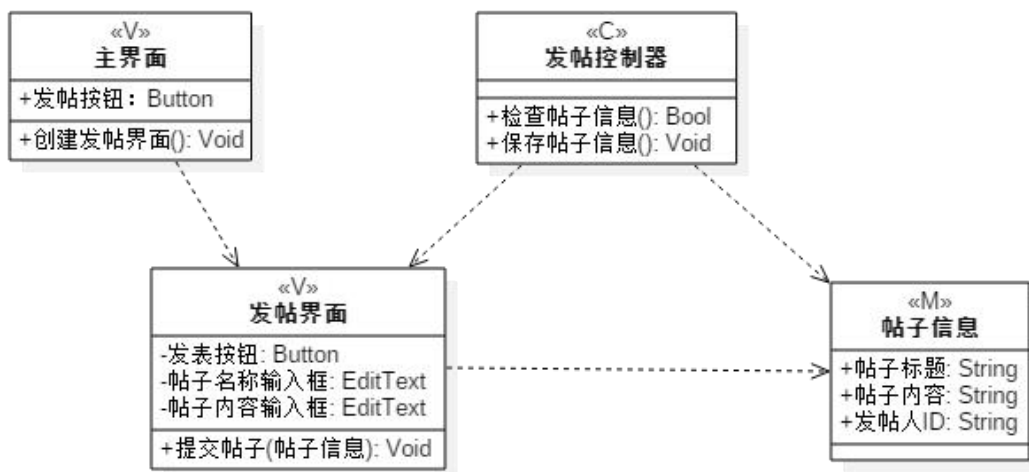 «V»
主界面
+发帖按钮：Button
+创建发帖界面(): Void
«C»
发帖控制器
+检查帖子信息(): Bool
+保存帖子信息(): Void
«V»
发帖界面
-发表按钮: Button
-帖子名称输入框: EditText
-帖子内容输入框: EditText
+提交帖子(帖子信息): Void
«M»
帖子信息
+帖子标题: String
+帖子内容: String
+发帖人ID: String